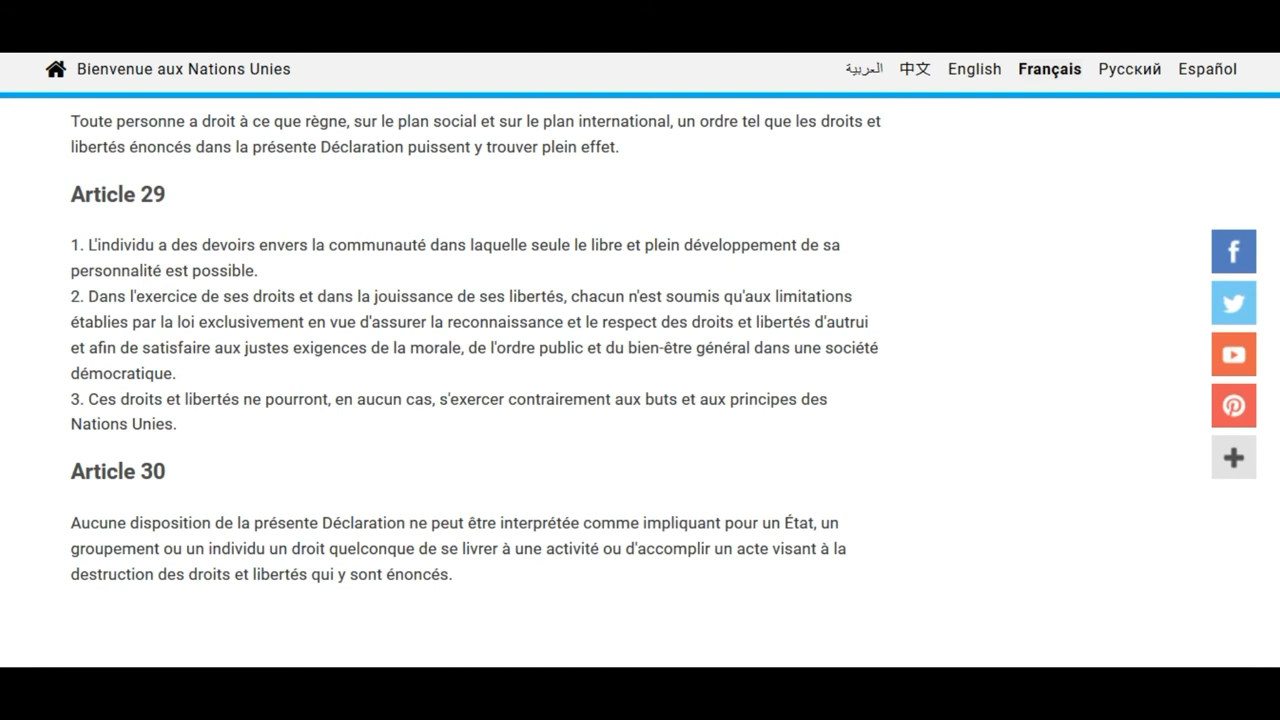 Bienvenue aux Nations Unies
العربية 中文 English Français Русский Español
Toute personne a droit à ce que règne, sur le plan social et sur le plan international, un ordre tel que les droits et
libertés énoncés dans la présente Déclaration puissent y trouver plein effet.
Article 29
1. L'individu a des devoirs envers la communauté dans laquelle seule le libre et plein développement de sa
personnalité est possible.
2. Dans l'exercice de ses droits et dans la jouissance de ses libertés, chacun n'est soumis qu'aux limitations
établies par la loi exclusivement en vue d'assurer la reconnaissance et le respect des droits et libertés d'autrui
et afin de satisfaire aux justes exigences de la morale, de l'ordre public et du bien-être général dans une société
démocratique.
3. Ces droits et libertés ne pourront, en aucun cas, s'exercer contrairement aux buts et aux principes des
Nations Unies.
Article 30
Aucune disposition de la présente Déclaration ne peut être interprétée comme impliquant pour un État, un
groupement ou un individu un droit quelconque de se livrer à une activité ou d'accomplir un acte visant à la
destruction des droits et libertés qui y sont énoncés.